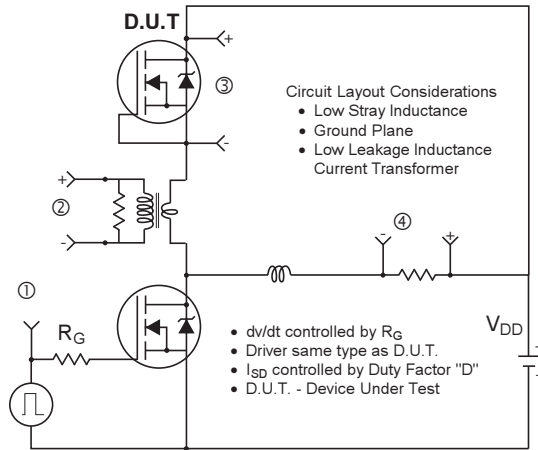 D.U.T
+
③
Circuit Layout Considerations
• Low Stray Inductance
• Ground Plane
• Low Leakage Inductance
Current Transformer
-
+
②
-
④
-
+
①
RG
VDD
+
-
• dv/dt controlled by RG
• Driver same type as D.U.T.
• ISD controlled by Duty Factor "D"
• D.U.T. - Device Under Test